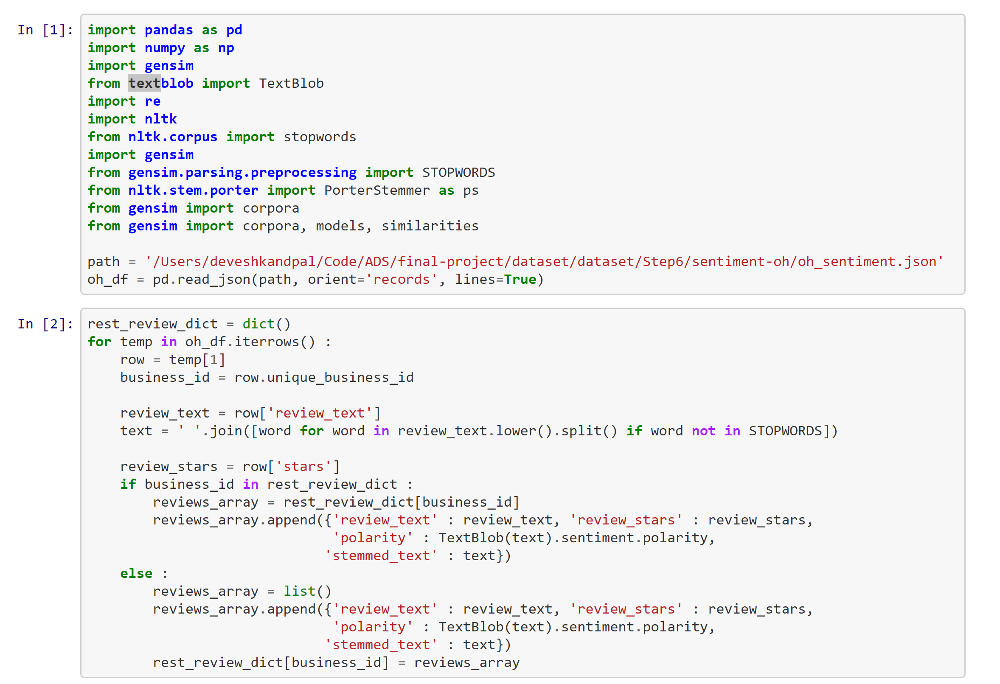 In [1]:
import pandas as pd
import numpy as np
import gensim
from textblob import TextBlob
import re
import nltk
from nltk.corpus import stopwords
import gensim
from gensim.parsing.preprocessing import STOPWORDS
from nltk.stem.porter import PorterStemmer as ps
from gensim import corpora
from gensim import corpora, models, similarities

path = '/Users/deveshkandpal/Code/ADS/final-project/dataset/dataset/Step6/sentiment-oh/oh_sentiment.json'
oh_df = pd.read_json(path, orient='records', lines=True)

In [2]:
rest_review_dict = dict()
for temp in oh_df.iterrows() :
    row = temp[1]
    business_id = row.unique_business_id

    review_text = row['review_text']
    text = ' '.join([word for word in review_text.lower().split() if word not in STOPWORDS])

    review_stars = row['stars']
    if business_id in rest_review_dict :
        reviews_array = rest_review_dict[business_id]
        reviews_array.append({'review_text' : review_text, 'review_stars' : review_stars,
                              'polarity' : TextBlob(text).sentiment.polarity,
                             'stemmed_text' : text})
    else :
        reviews_array = list()
        reviews_array.append({'review_text' : review_text, 'review_stars' : review_stars,
                              'polarity' : TextBlob(text).sentiment.polarity,
                             'stemmed_text' : text})
        rest_review_dict[business_id] = reviews_array